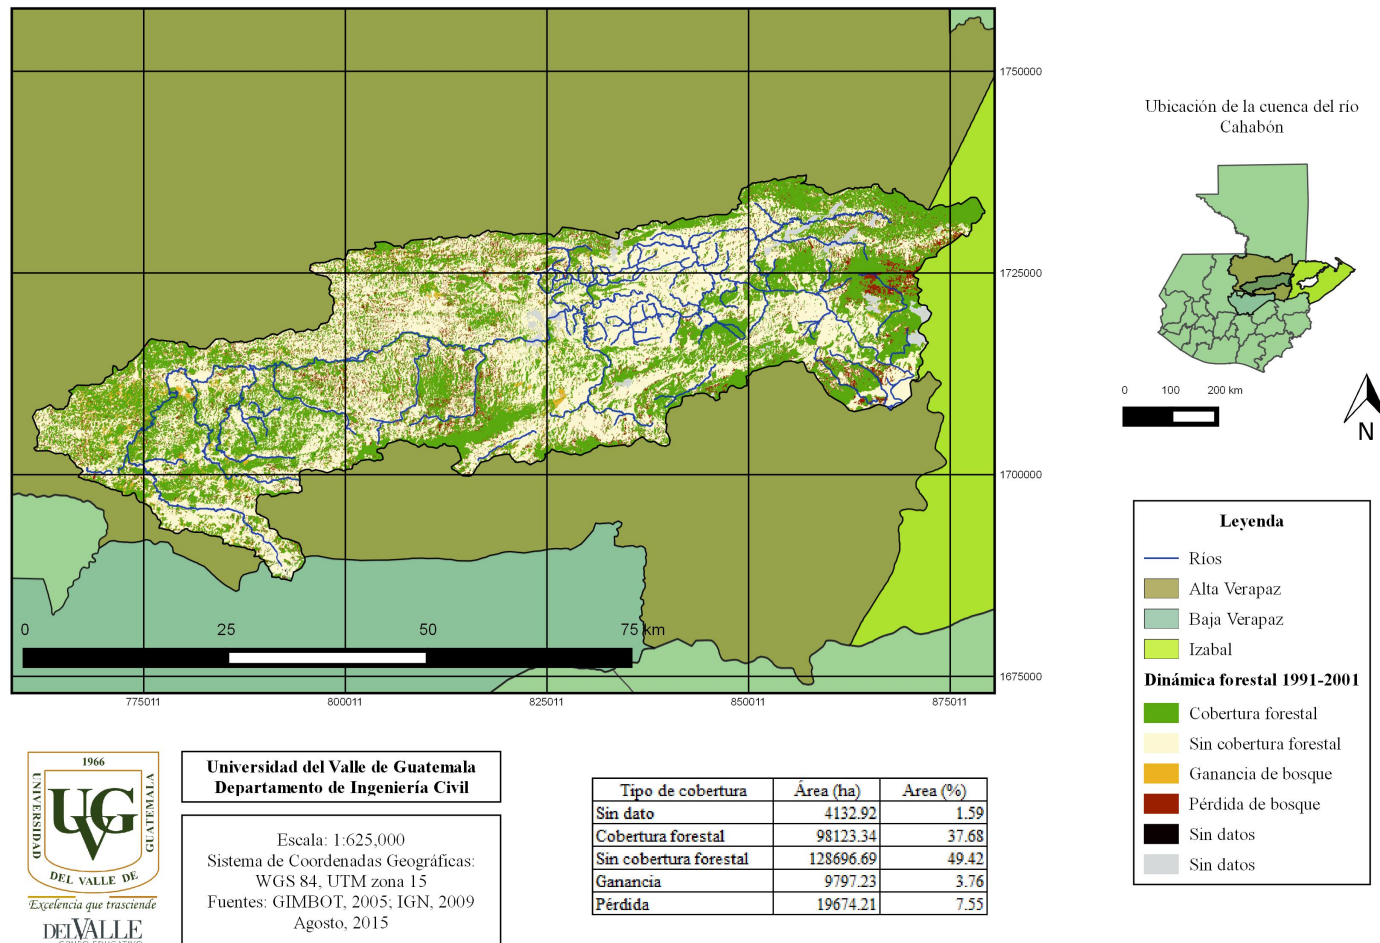 1750000
1725000
1700000
1675000
0 25 50 75 km
775011 800011 825011 850011 875011
Ubicación de la cuenca del río
Cahabón
0 100 200 km
N
Leyenda
Ríos
Alta Verapaz
Baja Verapaz
Izabal
Dinámica forestal 1991-2001
Cobertura forestal
Sin cobertura forestal
Ganancia de bosque
Pérdida de bosque
Sin datos
Sin datos
1966
UNIVERSIDAD
UVG
GUATEMALA
DEL VALLE DE
Excelencia que trasciende
DELVALLE
GRUPO EDUCATIVO
Universidad del Valle de Guatemala
Departamento de Ingeniería Civil
Escala: 1:625,000
Sistema de Coordenadas Geográficas:
WGS 84, UTM zona 15
Fuentes: GIMBOT, 2005; IGN, 2009
Agosto, 2015
Tipo de cobertura Área (ha) Area (%)
Sin dato 4132.92 1.59
Cobertura forestal 98123.34 37.68
Sin cobertura forestal 128696.69 49.42
Ganancia 9797.23 3.76
Pérdida 19674.21 7.55